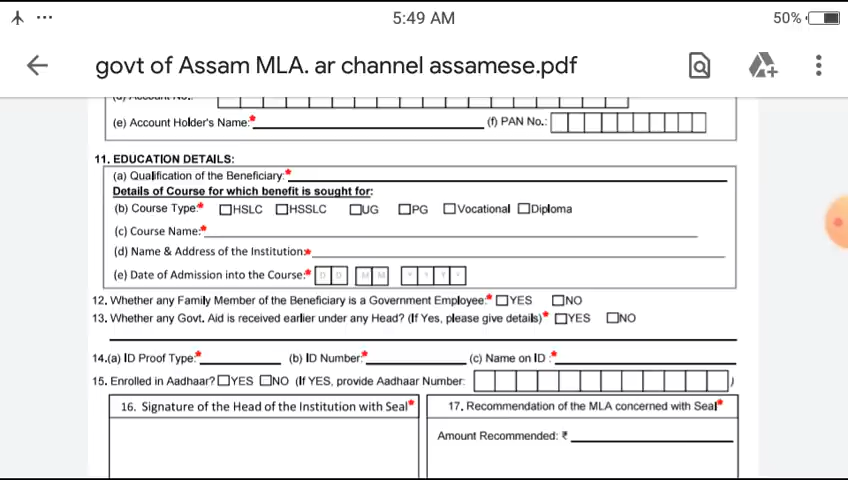 5:49 AM
50%
govt of Assam MLA. ar channel assamese.pdf
(d) Account No.:
(e) Account Holder's Name:* (f) PAN No.:
11. EDUCATION DETAILS:
(a) Qualification of the Beneficiary:*
Details of Course for which benefit is sought for:
(b) Course Type:* HSLC HSSLC UG PG Vocational Diploma
(c) Course Name:*
(d) Name & Address of the Institution:*
(e) Date of Admission into the Course:* D D M M Y Y Y Y
12. Whether any Family Member of the Beneficiary is a Government Employee:* YES NO
13. Whether any Govt. Aid is received earlier under any Head? (If Yes, please give details)* YES NO
14.(a) ID Proof Type:* (b) ID Number:* (c) Name on ID :*
15. Enrolled in Aadhaar? YES NO (If YES, provide Aadhaar Number: )
16. Signature of the Head of the Institution with Seal*
17. Recommendation of the MLA concerned with Seal*
Amount Recommended: ₹